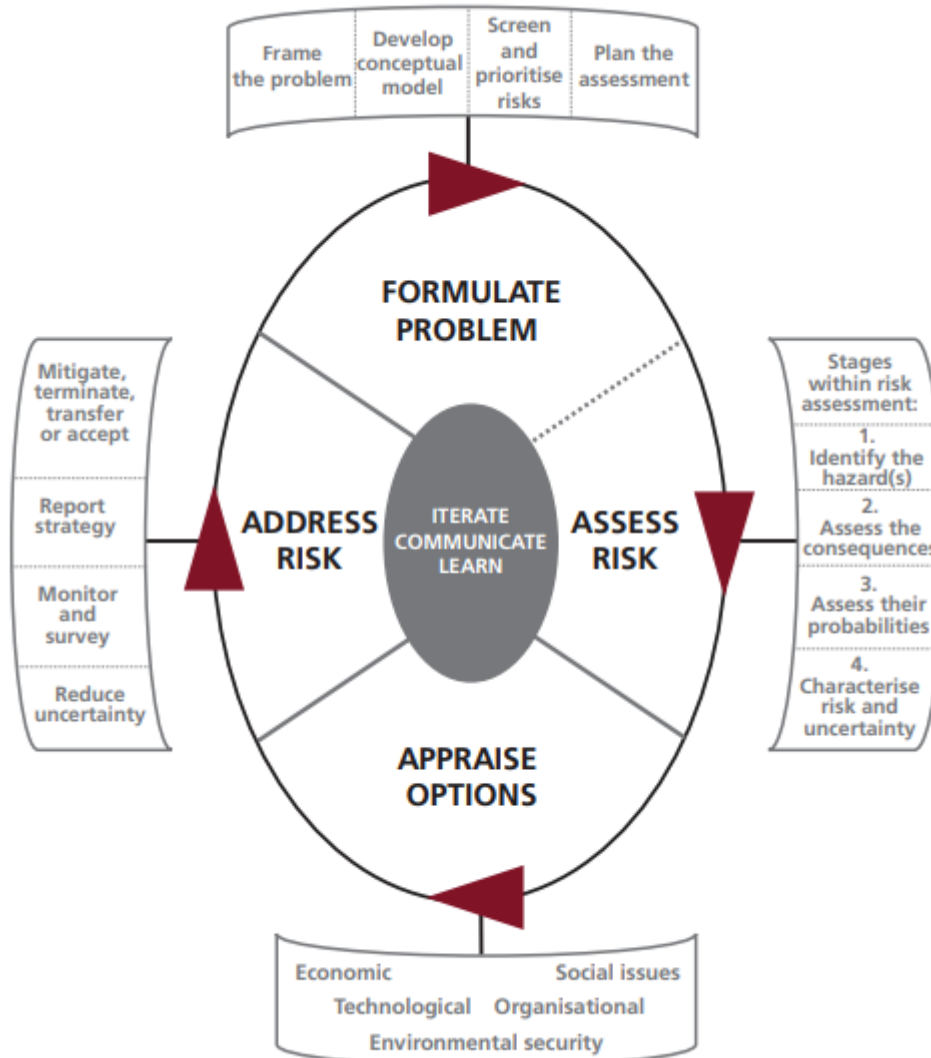 Frame
the problem
Develop
conceptual
model
Screen
and
prioritise
risks
Plan the
assessment
FORMULATE
PROBLEM
Mitigate,
terminate,
transfer
or accept
Report
strategy
Monitor
and
survey
Reduce
uncertainty
ADDRESS
RISK
ITERATE
COMMUNICATE
LEARN
ASSESS
RISK
Stages
within risk
assessment:
1.
Identify the
hazard(s)
2.
Assess the
consequences
3.
Assess their
probabilities
4.
Characterise
risk and
uncertainty
APPRAISE
OPTIONS
Economic Social issues
Technological Organisational
Environmental security